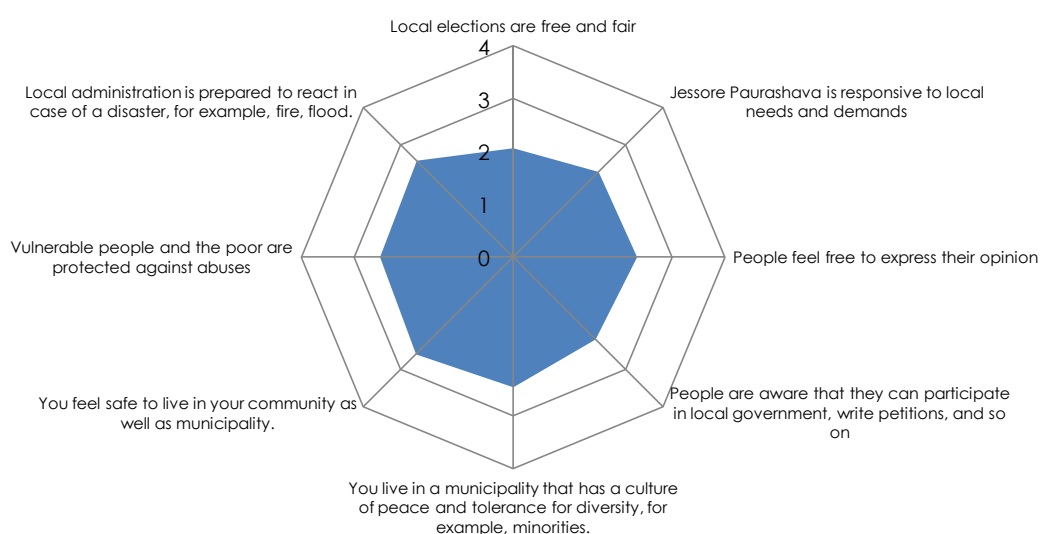 Local elections are free and fair
4
3
2
1
0
Jessore Paurashava is responsive to local
needs and demands
People feel free to express their opinion
People are aware that they can participate
in local government, write petitions, and so
on
You live in a municipality that has a culture
of peace and tolerance for diversity, for
example, minorities.
You feel safe to live in your community as
well as municipality.
Vulnerable people and the poor are
protected against abuses
Local administration is prepared to react in
case of a disaster, for example, fire, flood.